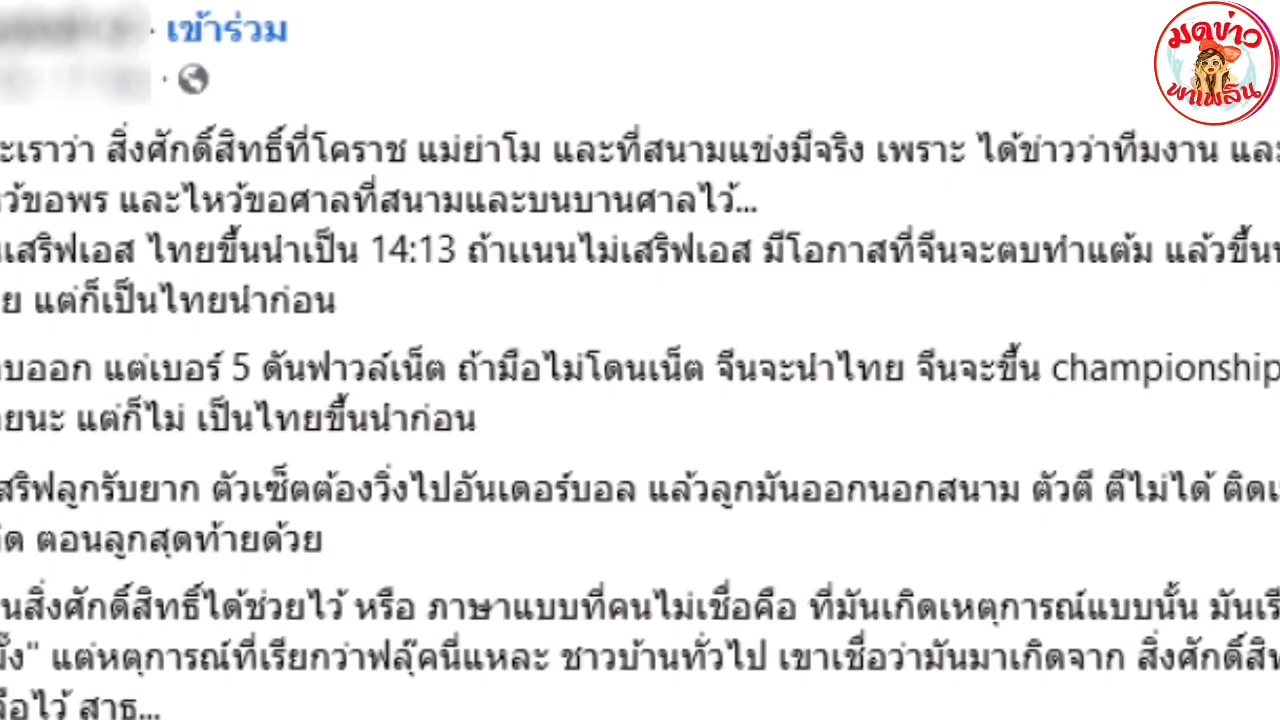 · เข้าร่วม
มดข่าว
พาเพลิน
ะเราว่า สิ่งศักดิ์สิทธิ์ที่โคราช แม่ย่าโม และที่สนามแข่งมีจริง เพราะ ได้ข่าวว่าทีมงาน และ
ว้ขอพร และไหว้ขอศาลที่สนามและบนบานศาลไว้...
เสริฟเอส ไทยขึ้นนำเป็น 14:13 ถ้าแนนไม่เสริฟเอส มีโอกาสที่จีนจะตบทำแต้ม แล้วขึ้น
ย แต่ก็เป็นไทยนำก่อน
บออก แต่เบอร์ 5 ดันฟาวล์เน็ต ถ้ามือไม่โดนเน็ต จีนจะนำไทย จีนจะขึ้น championship
ยนะ แต่ก็ไม่ เป็นไทยขึ้นนำก่อน
สริฟลูกรับยาก ตัวเซ็ตต้องวิ่งไปอันเดอร์บอล แล้วลูกมันออกนอกสนาม ตัวตี ตีไม่ได้ ติดเ
ด ตอนลูกสุดท้ายด้วย
นสิ่งศักดิ์สิทธิ์ได้ช่วยไว้ หรือ ภาษาแบบที่คนไม่เชื่อคือ ที่มันเกิดเหตุการณ์แบบนั้น มันเรี
ั้ง" แต่หตุการณ์ที่เรียกว่าฟลุ๊คนี่แหละ ชาวบ้านทั่วไป เขาเชื่อว่ามันมาเกิดจาก สิ่งศักดิ์สิท
ือไว้ สาธ...